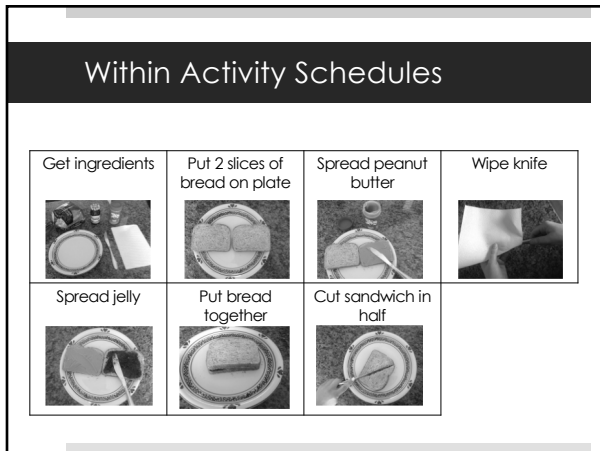 Within Activity Schedules
Get ingredients
Put 2 slices of
bread on plate
Spread peanut
butter
Wipe knife
Spread jelly
Put bread
together
Cut sandwich in
half